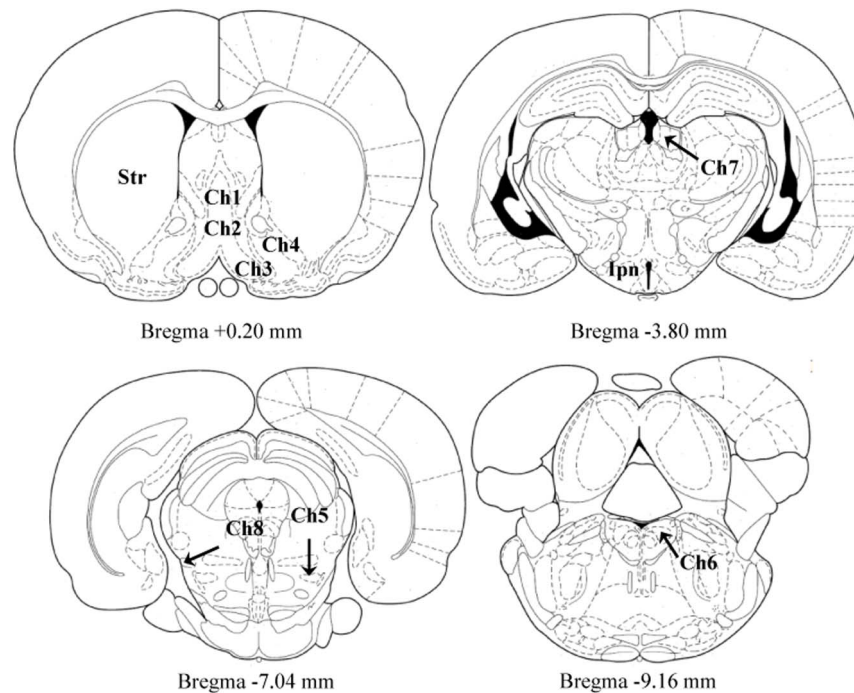 Str
Ch1
Ch2
Ch4
Ch3
Bregma +0.20 mm
Ch7
Ipn
Bregma -3.80 mm
Ch8
Ch5
Bregma -7.04 mm
Ch6
Bregma -9.16 mm